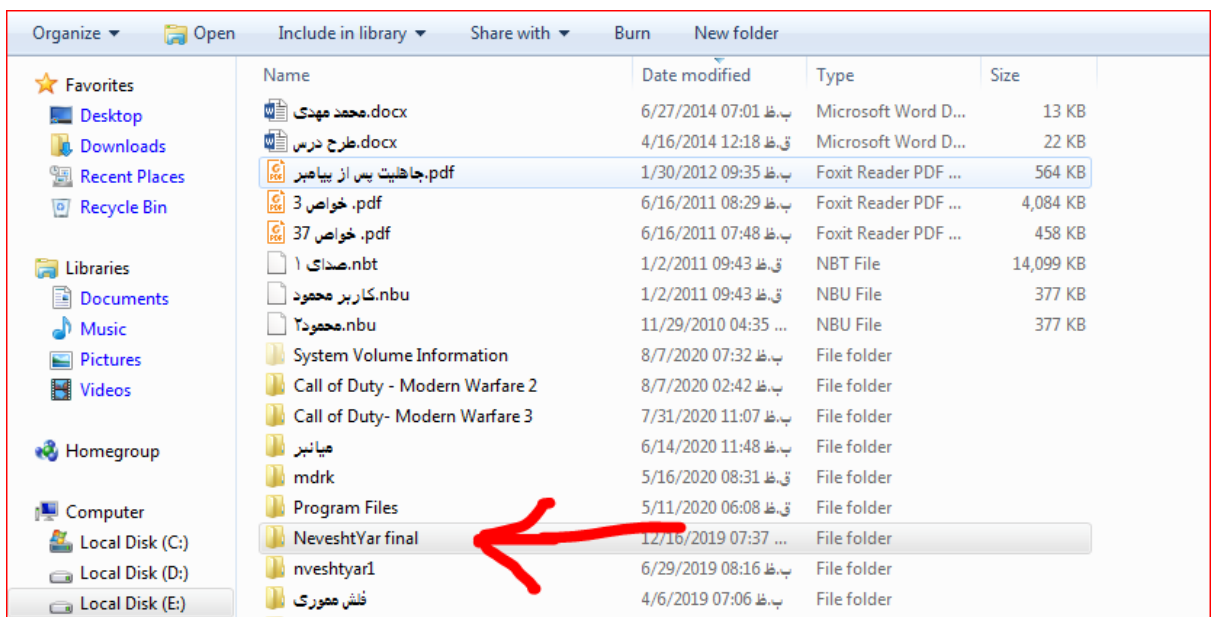 Organize Open Include in library Share with Burn New folder
Favorites
Desktop
Downloads
Recent Places
Recycle Bin
Libraries
Documents
Music
Pictures
Videos
Homegroup
Computer
Local Disk (C:)
Local Disk (D:)
Local Disk (E:)
Name Date modified Type Size
محمد مهدی.docx 6/27/2014 07:01 ب.ظ Microsoft Word D... 13 KB
طرح درس.docx 4/16/2014 12:18 ق.ظ Microsoft Word D... 22 KB
جاهلیت پس از پیامبر.pdf 1/30/2012 09:35 ب.ظ Foxit Reader PDF ... 564 KB
خواص 3 .pdf 6/16/2011 08:29 ب.ظ Foxit Reader PDF ... 4,084 KB
خواص 37 .pdf 6/16/2011 07:48 ب.ظ Foxit Reader PDF ... 458 KB
صدای ۱.nbt 1/2/2011 09:43 ق.ظ NBT File 14,099 KB
کاربر محمود.nbu 1/2/2011 09:43 ق.ظ NBU File 377 KB
محمود۲.nbu 11/29/2010 04:35 ... NBU File 377 KB
System Volume Information 8/7/2020 07:32 ب.ظ File folder
Call of Duty - Modern Warfare 2 8/7/2020 02:42 ب.ظ File folder
Call of Duty- Modern Warfare 3 7/31/2020 11:07 ب.ظ File folder
میانبر 6/14/2020 11:48 ب.ظ File folder
mdrk 5/16/2020 08:31 ق.ظ File folder
Program Files 5/11/2020 06:08 ق.ظ File folder
NeveshtYar final 12/16/2019 07:37 ... File folder
nveshtyar1 6/29/2019 08:16 ب.ظ File folder
فلش مموری 4/6/2019 07:06 ب.ظ File folder